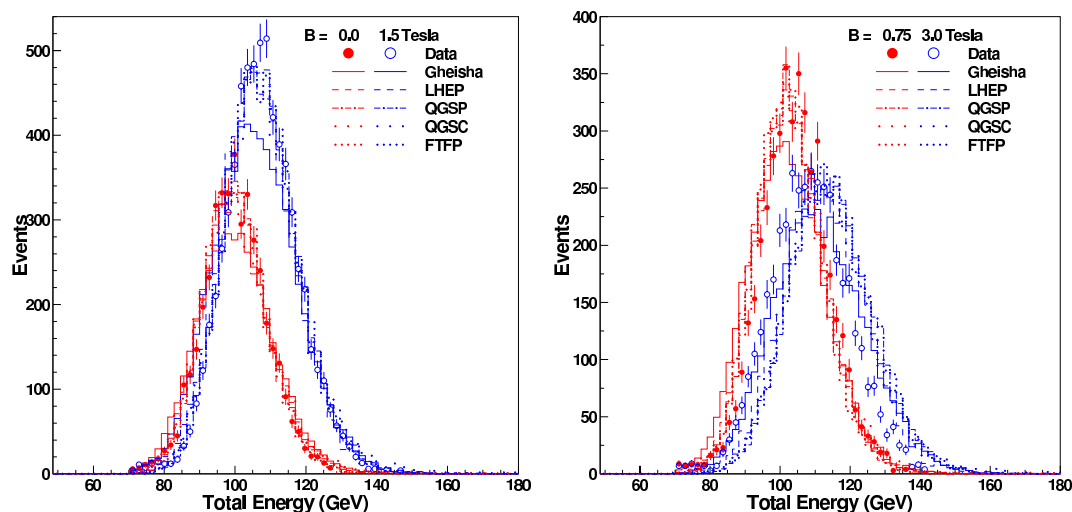 B = 0.0 1.5 Tesla
Data
Gheisha
LHEP
QGSP
QGSC
FTFP
Events
500
400
300
200
100
0
60 80 100 120 140 160 180
Total Energy (GeV)
B = 0.75 3.0 Tesla
Data
Gheisha
LHEP
QGSP
QGSC
FTFP
Events
400
350
300
250
200
150
100
50
0
60 80 100 120 140 160 180
Total Energy (GeV)